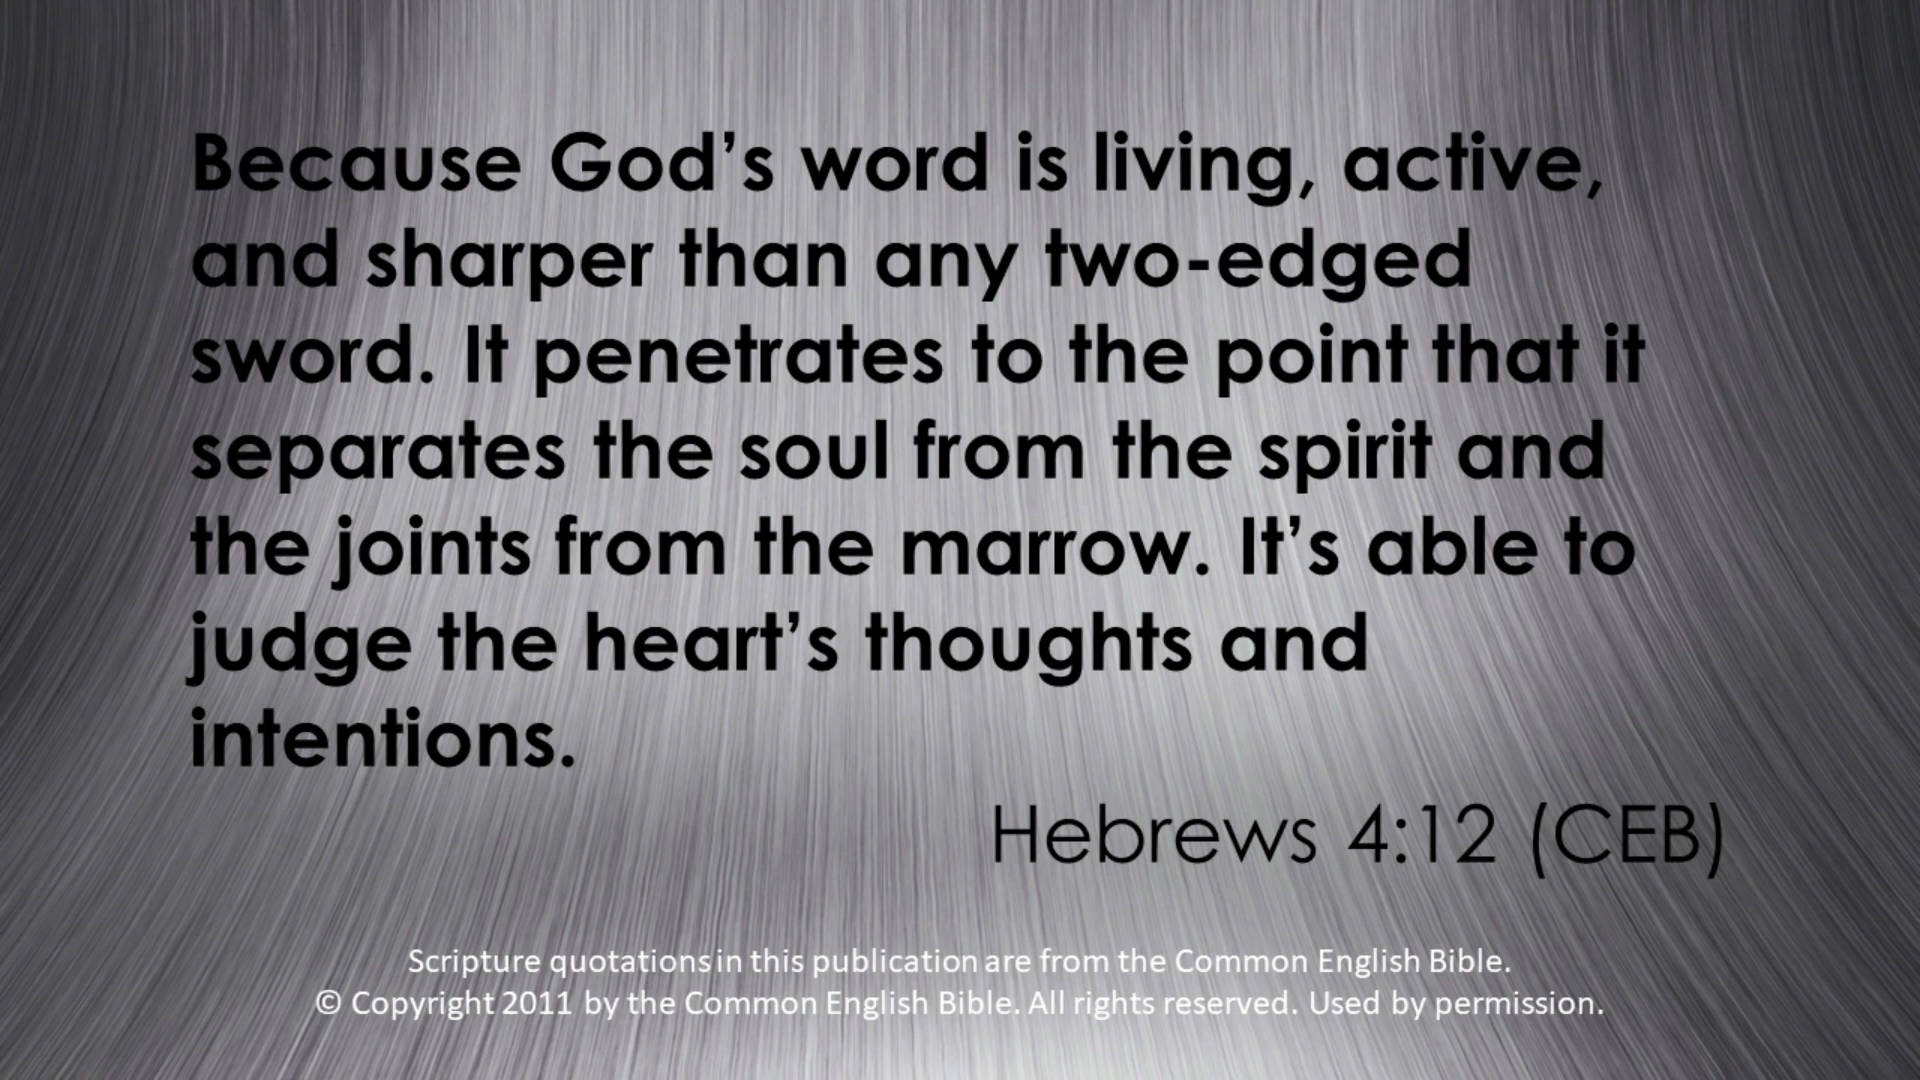 Because God’s word is living, active,
and sharper than any two-edged
sword. It penetrates to the point that it
separates the soul from the spirit and
the joints from the marrow. It’s able to
judge the heart’s thoughts and
intentions.
Hebrews 4:12 (CEB)
Scripture quotations in this publication are from the Common English Bible.
© Copyright 2011 by the Common English Bible. All rights reserved. Used by permission.